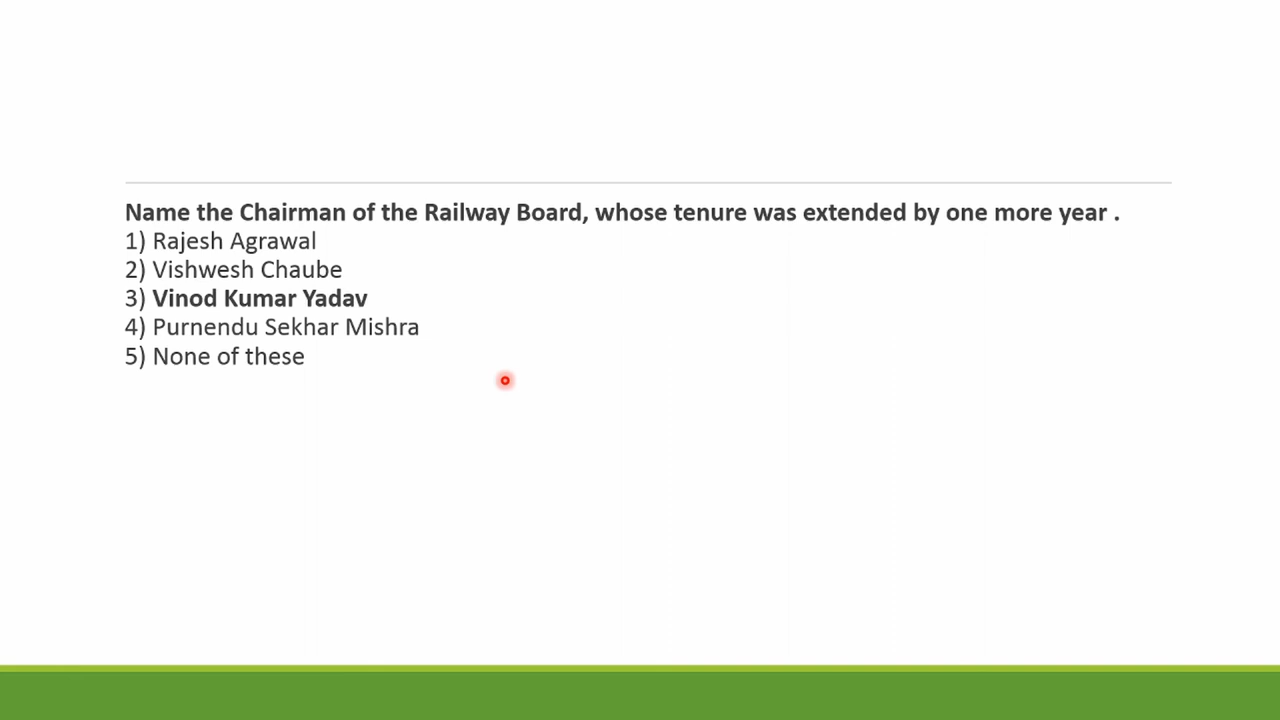 Name the Chairman of the Railway Board, whose tenure was extended by one more year .
1) Rajesh Agrawal
2) Vishwesh Chaube
3) Vinod Kumar Yadav
4) Purnendu Sekhar Mishra
5) None of these